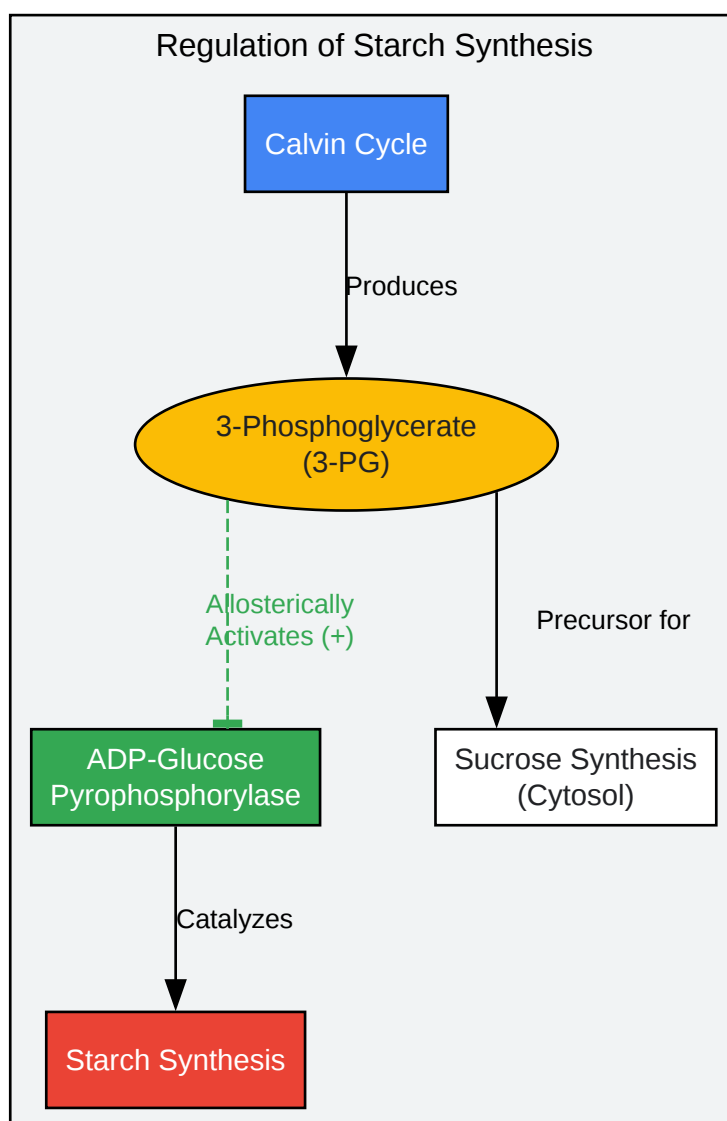 Regulation of Starch Synthesis
Calvin Cycle
Produces
3-Phosphoglycerate
(3-PG)
Allosterically
Activates (+)
Precursor for
ADP-Glucose
Pyrophosphorylase
Sucrose Synthesis
(Cytosol)
Catalyzes
Starch Synthesis